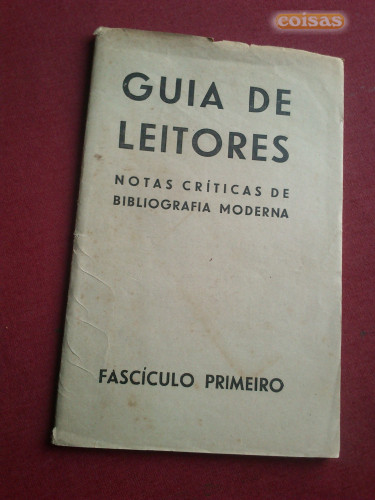 coisas
GUIA DE
LEITORES
NOTAS CRÍTICAS DE
BIBLIOGRAFIA MODERNA
FASCÍCULO PRIMEIRO